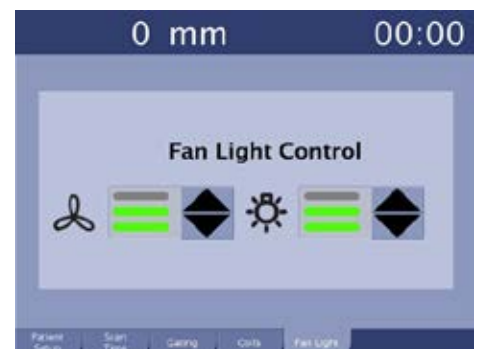 0 mm 00:00
Fan Light Control
Patient Scan Gating Coils Fan Light
Setup Time